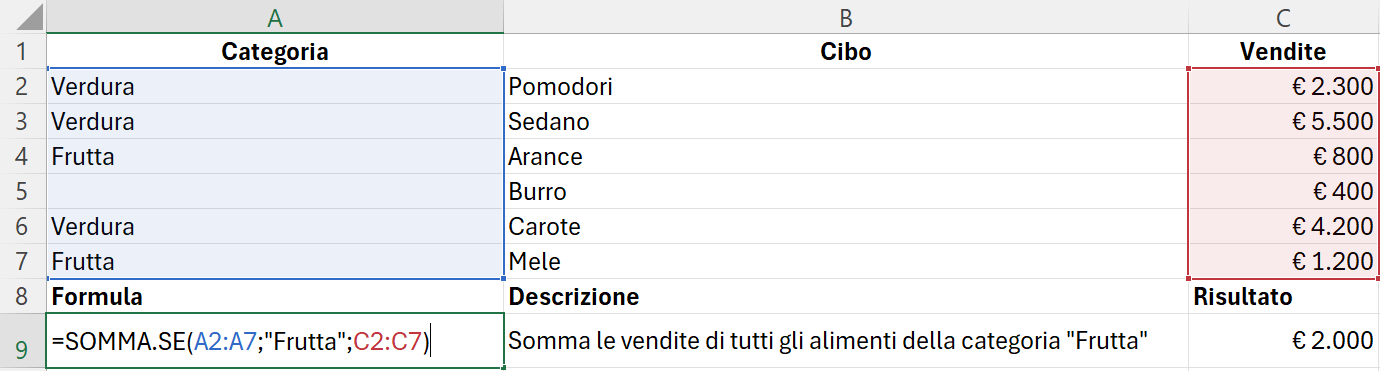 A B C
1 Categoria Cibo Vendite
2 Verdura Pomodori € 2.300
3 Verdura Sedano € 5.500
4 Frutta Arance € 800
5 Burro € 400
6 Verdura Carote € 4.200
7 Frutta Mele € 1.200
8 Formula Descrizione Risultato
9 =SOMMA.SE(A2:A7;"Frutta";C2:C7) Somma le vendite di tutti gli alimenti della categoria "Frutta" € 2.000